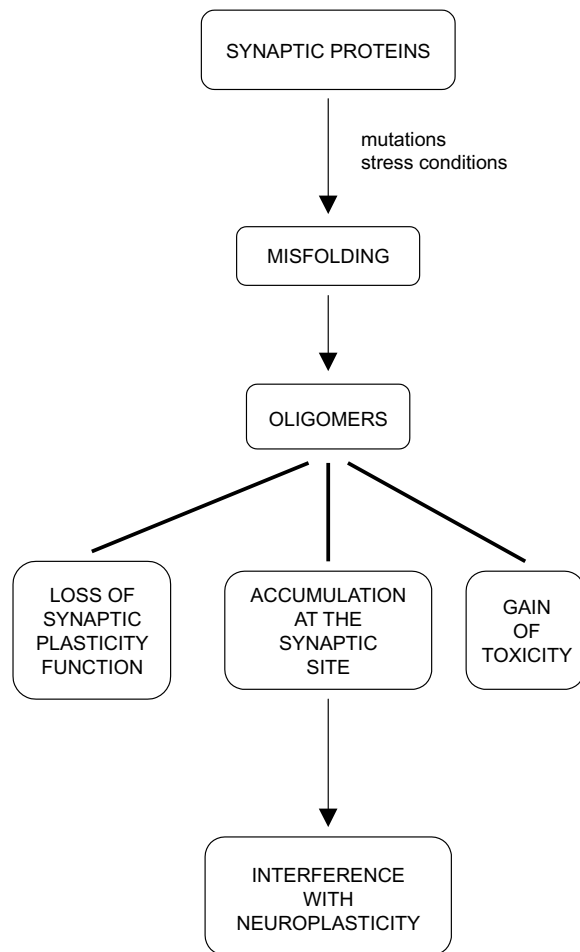 SYNAPTIC PROTEINS
mutations
stress conditions
MISFOLDING
OLIGOMERS
LOSS OF
SYNAPTIC
PLASTICITY
FUNCTION
ACCUMULATION
AT THE
SYNAPTIC
SITE
GAIN
OF
TOXICITY
INTERFERENCE
WITH
NEUROPLASTICITY